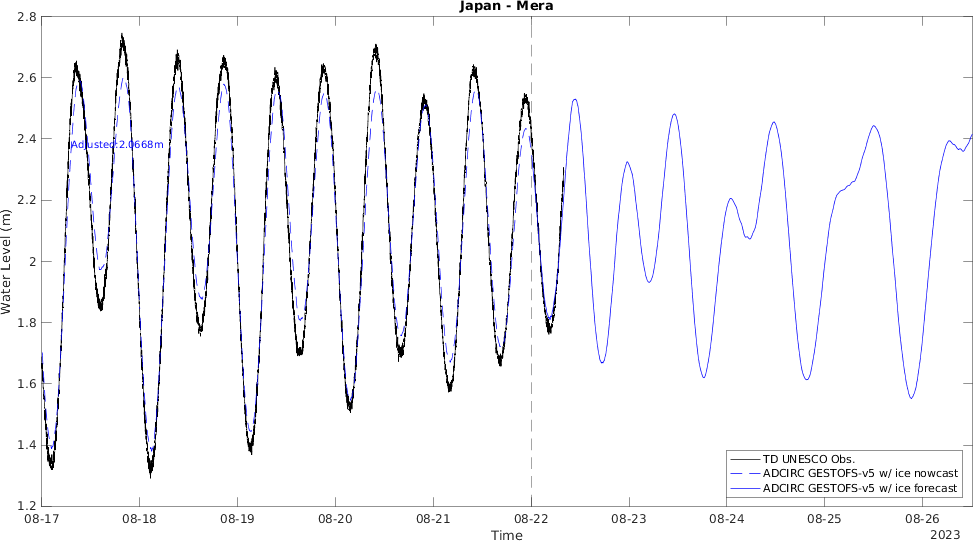 Japan - Mera
2.8
2.6
2.4
2.2
2
1.8
1.6
1.4
1.2
Water Level (m)
Adjusted:2.0668m
TD UNESCO Obs.
ADCIRC GESTOFS-v5 w/ ice nowcast
ADCIRC GESTOFS-v5 w/ ice forecast
08-17 08-18 08-19 08-20 08-21 08-22 08-23 08-24 08-25 08-26
Time
2023